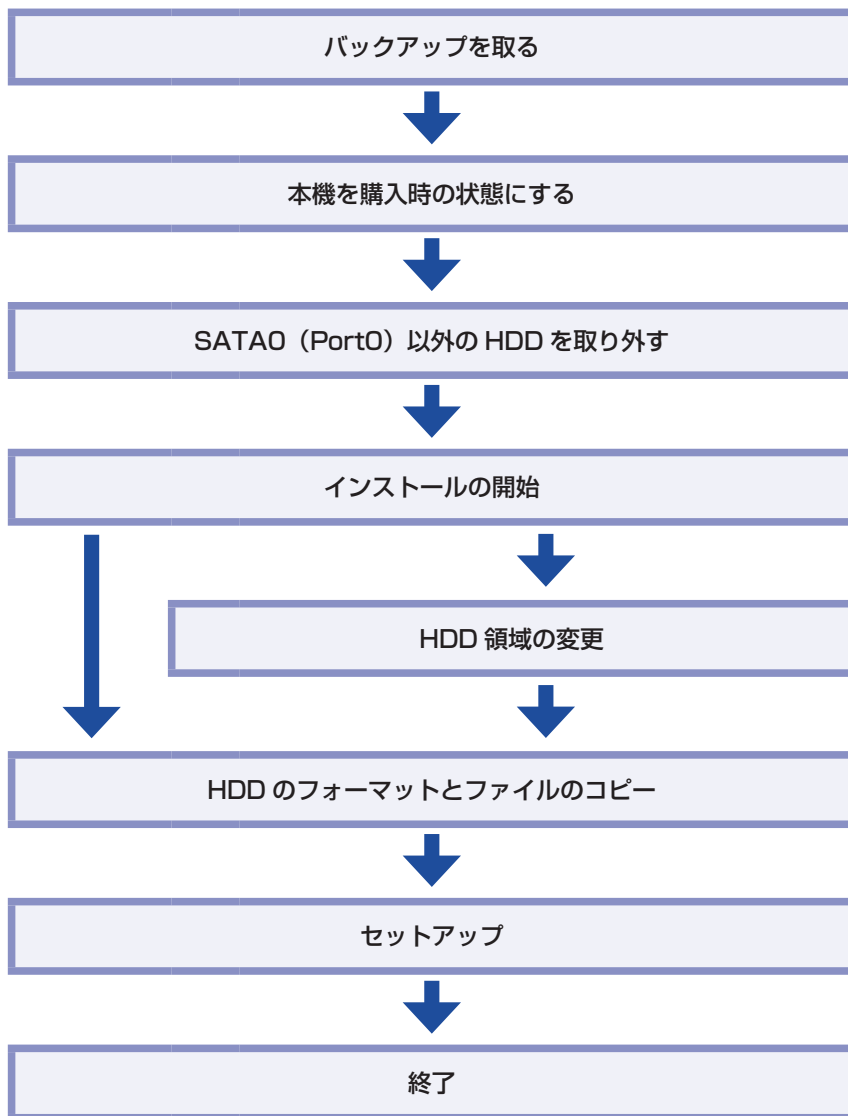 バックアップを取る
本機を購入時の状態にする
SATA0（Port0）以外の HDD を取り外す
インストールの開始
HDD 領域の変更
HDD のフォーマットとファイルのコピー
セットアップ
終了